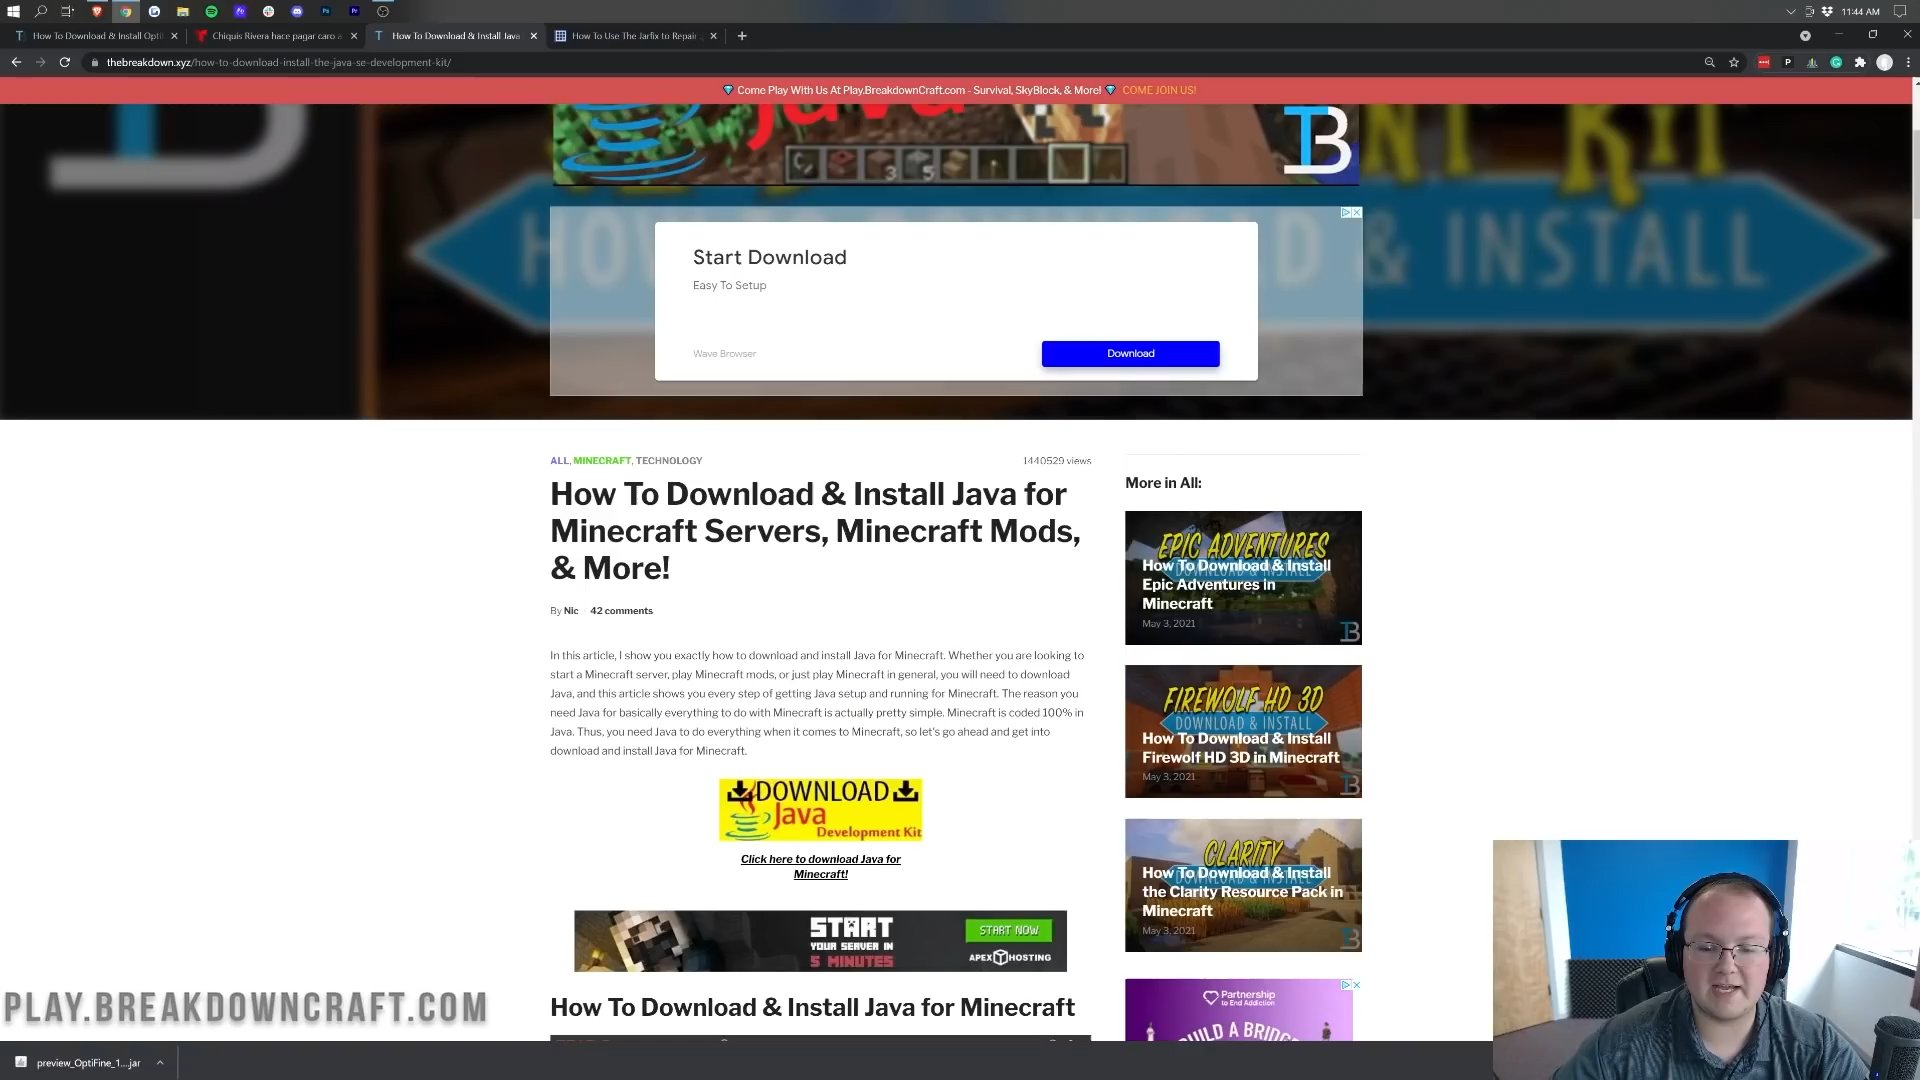 11:44 AM
How To Download & Install Opti
Chiquis Rivera hace pagar caro a
How To Download & Install Java
How To Use The Jarfix to Repair
thebreakdown.xyz/how-to-download-install-the-java-se-development-kit/
Come Play With Us At Play.BreakdownCraft.com - Survival, SkyBlock, & More! COME JOIN US!
Java
3 5
TB
& INSTALL
Start Download
Easy To Setup
Wave Browser
Download
ALL, MINECRAFT, TECHNOLOGY
1440529 views
How To Download & Install Java for
Minecraft Servers, Minecraft Mods,
& More!
By Nic
42 comments
In this article, I show you exactly how to download and install Java for Minecraft. Whether you are looking to
start a Minecraft server, play Minecraft mods, or just play Minecraft in general, you will need to download
Java, and this article shows you every step of getting Java setup and running for Minecraft. The reason you
need Java for basically everything to do with Minecraft is actually pretty simple. Minecraft is coded 100% in
Java. Thus, you need Java to do everything when it comes to Minecraft, so let's go ahead and get into
download and install Java for Minecraft.
DOWNLOAD
Java
Development Kit
Click here to download Java for
Minecraft!
START
YOUR SERVER IN
5 MINUTES
START NOW
APEX HOSTING
How To Download & Install Java for Minecraft
More in All:
EPIC ADVENTURES
DOWNLOAD & INSTALL
How To Download & Install
Epic Adventures in
Minecraft
May 3, 2021
FIREWOLF HD 3D
DOWNLOAD & INSTALL
How To Download & Install
Firewolf HD 3D in Minecraft
May 3, 2021
CLARITY
DOWNLOAD & INSTALL
How To Download & Install
the Clarity Resource Pack in
Minecraft
May 3, 2021
Partnership
to End Addiction
BUILD A BRIDGE
PLAY.BREAKDOWNCRAFT.COM
preview_OptiFine_1....jar